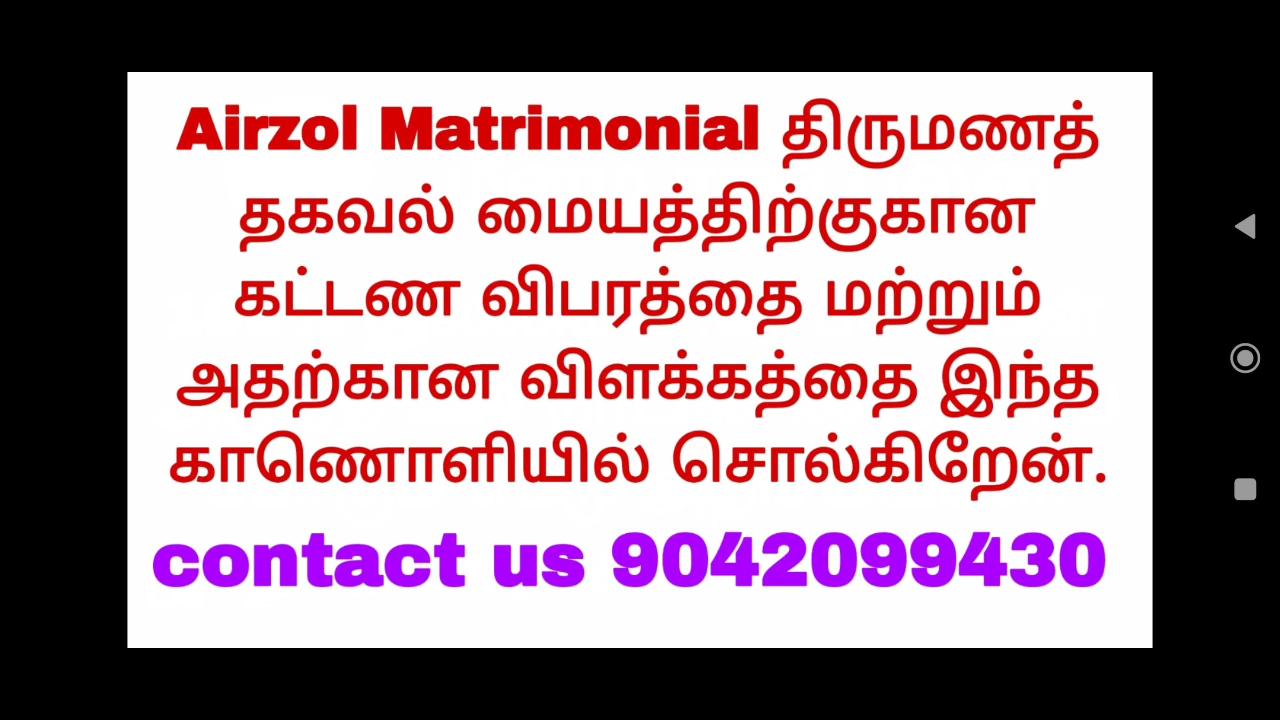 Airzol Matrimonial திருமணத்
தகவல் மையத்திற்குகான
கட்டண விபரத்தை மற்றும்
அதற்கான விளக்கத்தை இந்த
காணொளியில் சொல்கிறேன்.
contact us 9042099430